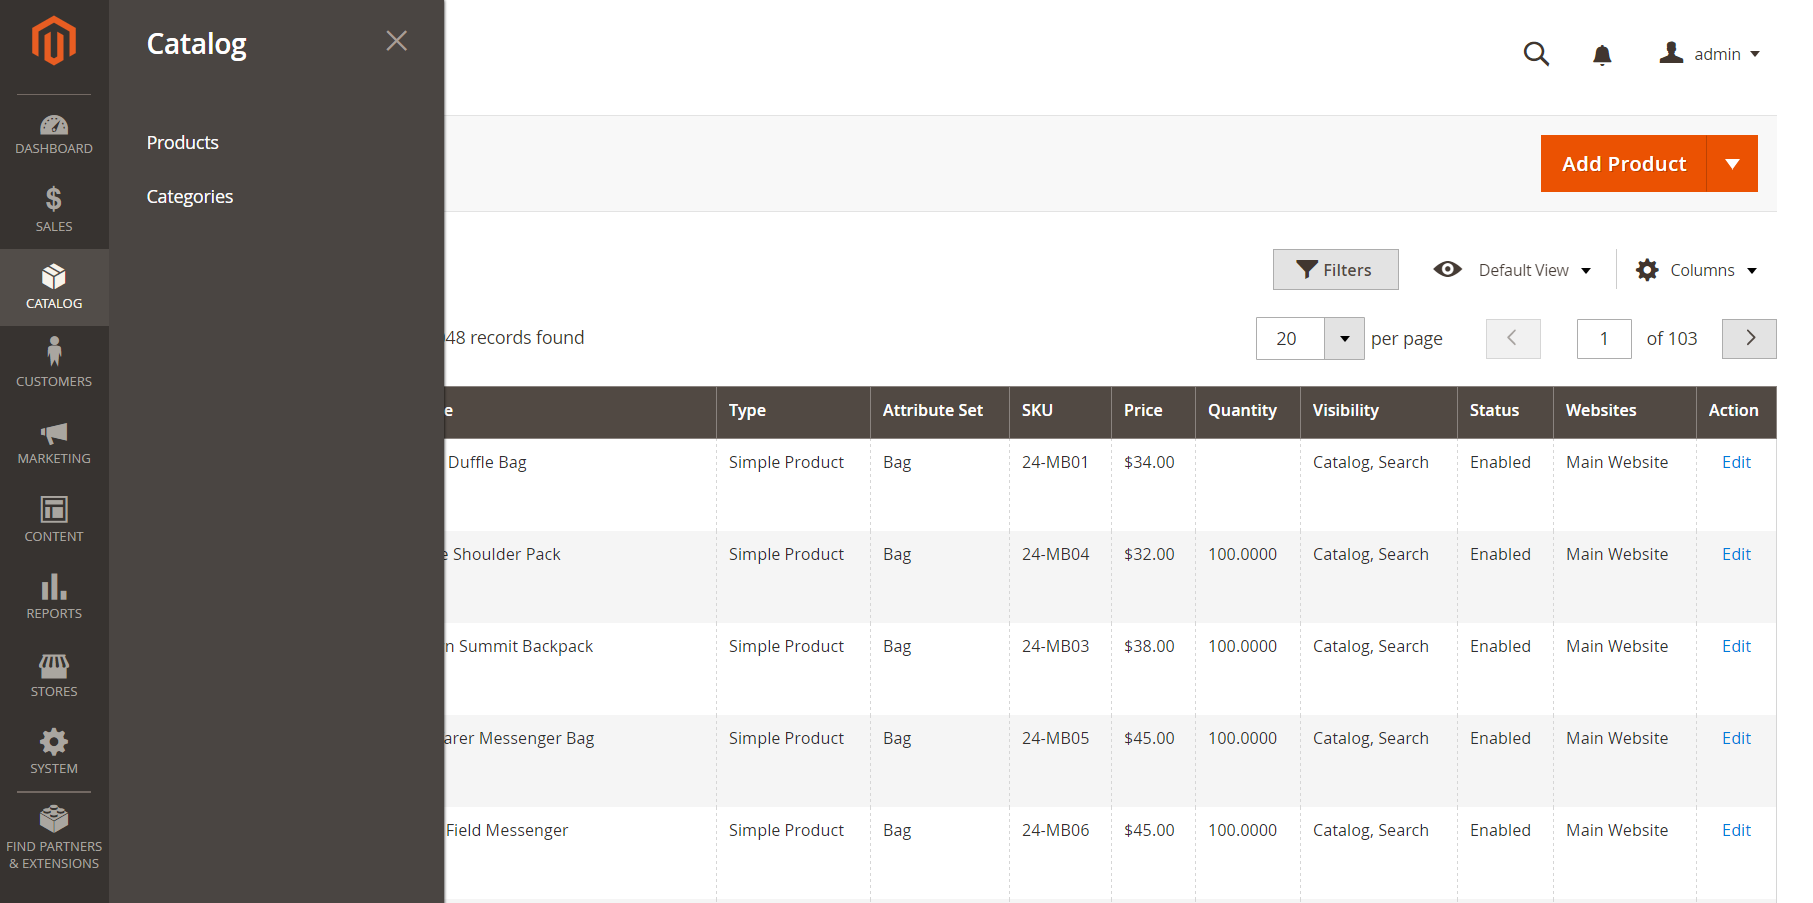 Catalog
Products
Categories
DASHBOARD
SALES
CATALOG
CUSTOMERS
MARKETING
CONTENT
REPORTS
STORES
SYSTEM
FIND PARTNERS
& EXTENSIONS
admin
Add Product
Filters Default View Columns
48 records found 20 per page 1 of 103
Type Attribute Set SKU Price Quantity Visibility Status Websites Action
Duffle Bag Simple Product Bag 24-MB01 $34.00 Catalog, Search Enabled Main Website Edit
Shoulder Pack Simple Product Bag 24-MB04 $32.00 100.0000 Catalog, Search Enabled Main Website Edit
Summit Backpack Simple Product Bag 24-MB03 $38.00 100.0000 Catalog, Search Enabled Main Website Edit
arer Messenger Bag Simple Product Bag 24-MB05 $45.00 100.0000 Catalog, Search Enabled Main Website Edit
Field Messenger Simple Product Bag 24-MB06 $45.00 100.0000 Catalog, Search Enabled Main Website Edit